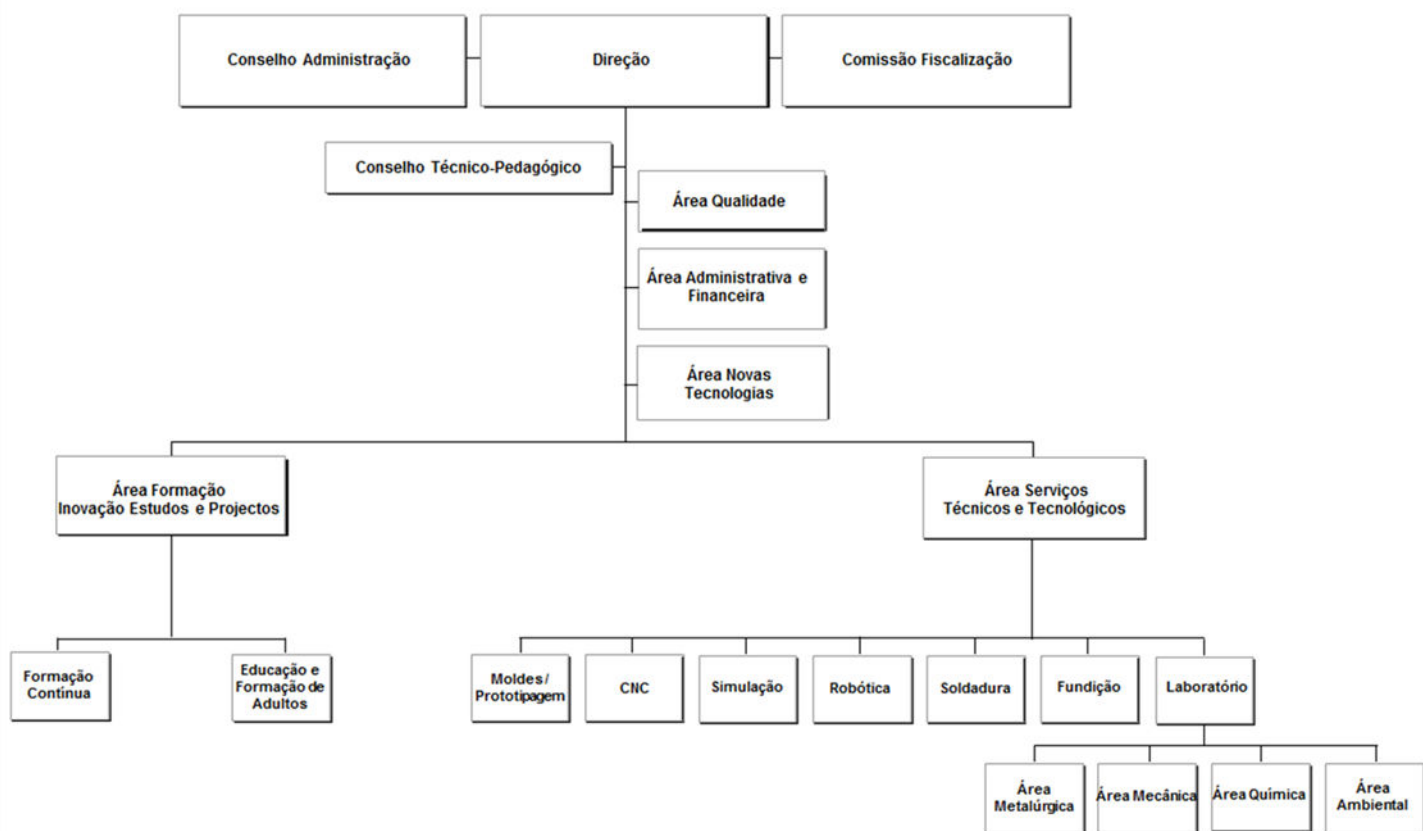 Conselho Administração
Direção
Comissão Fiscalização
Conselho Técnico-Pedagógico
Área Qualidade
Área Administrativa e
Financeira
Área Novas
Tecnologias
Área Formação
Inovação Estudos e Projectos
Área Serviços
Técnicos e Tecnológicos
Formação
Contínua
Educação e
Formação de
Adultos
Moldes /
Prototipagem
CNC
Simulação
Robótica
Soldadura
Fundição
Laboratório
Área
Metalúrgica
Área Mecânica
Área Química
Área
Ambiental